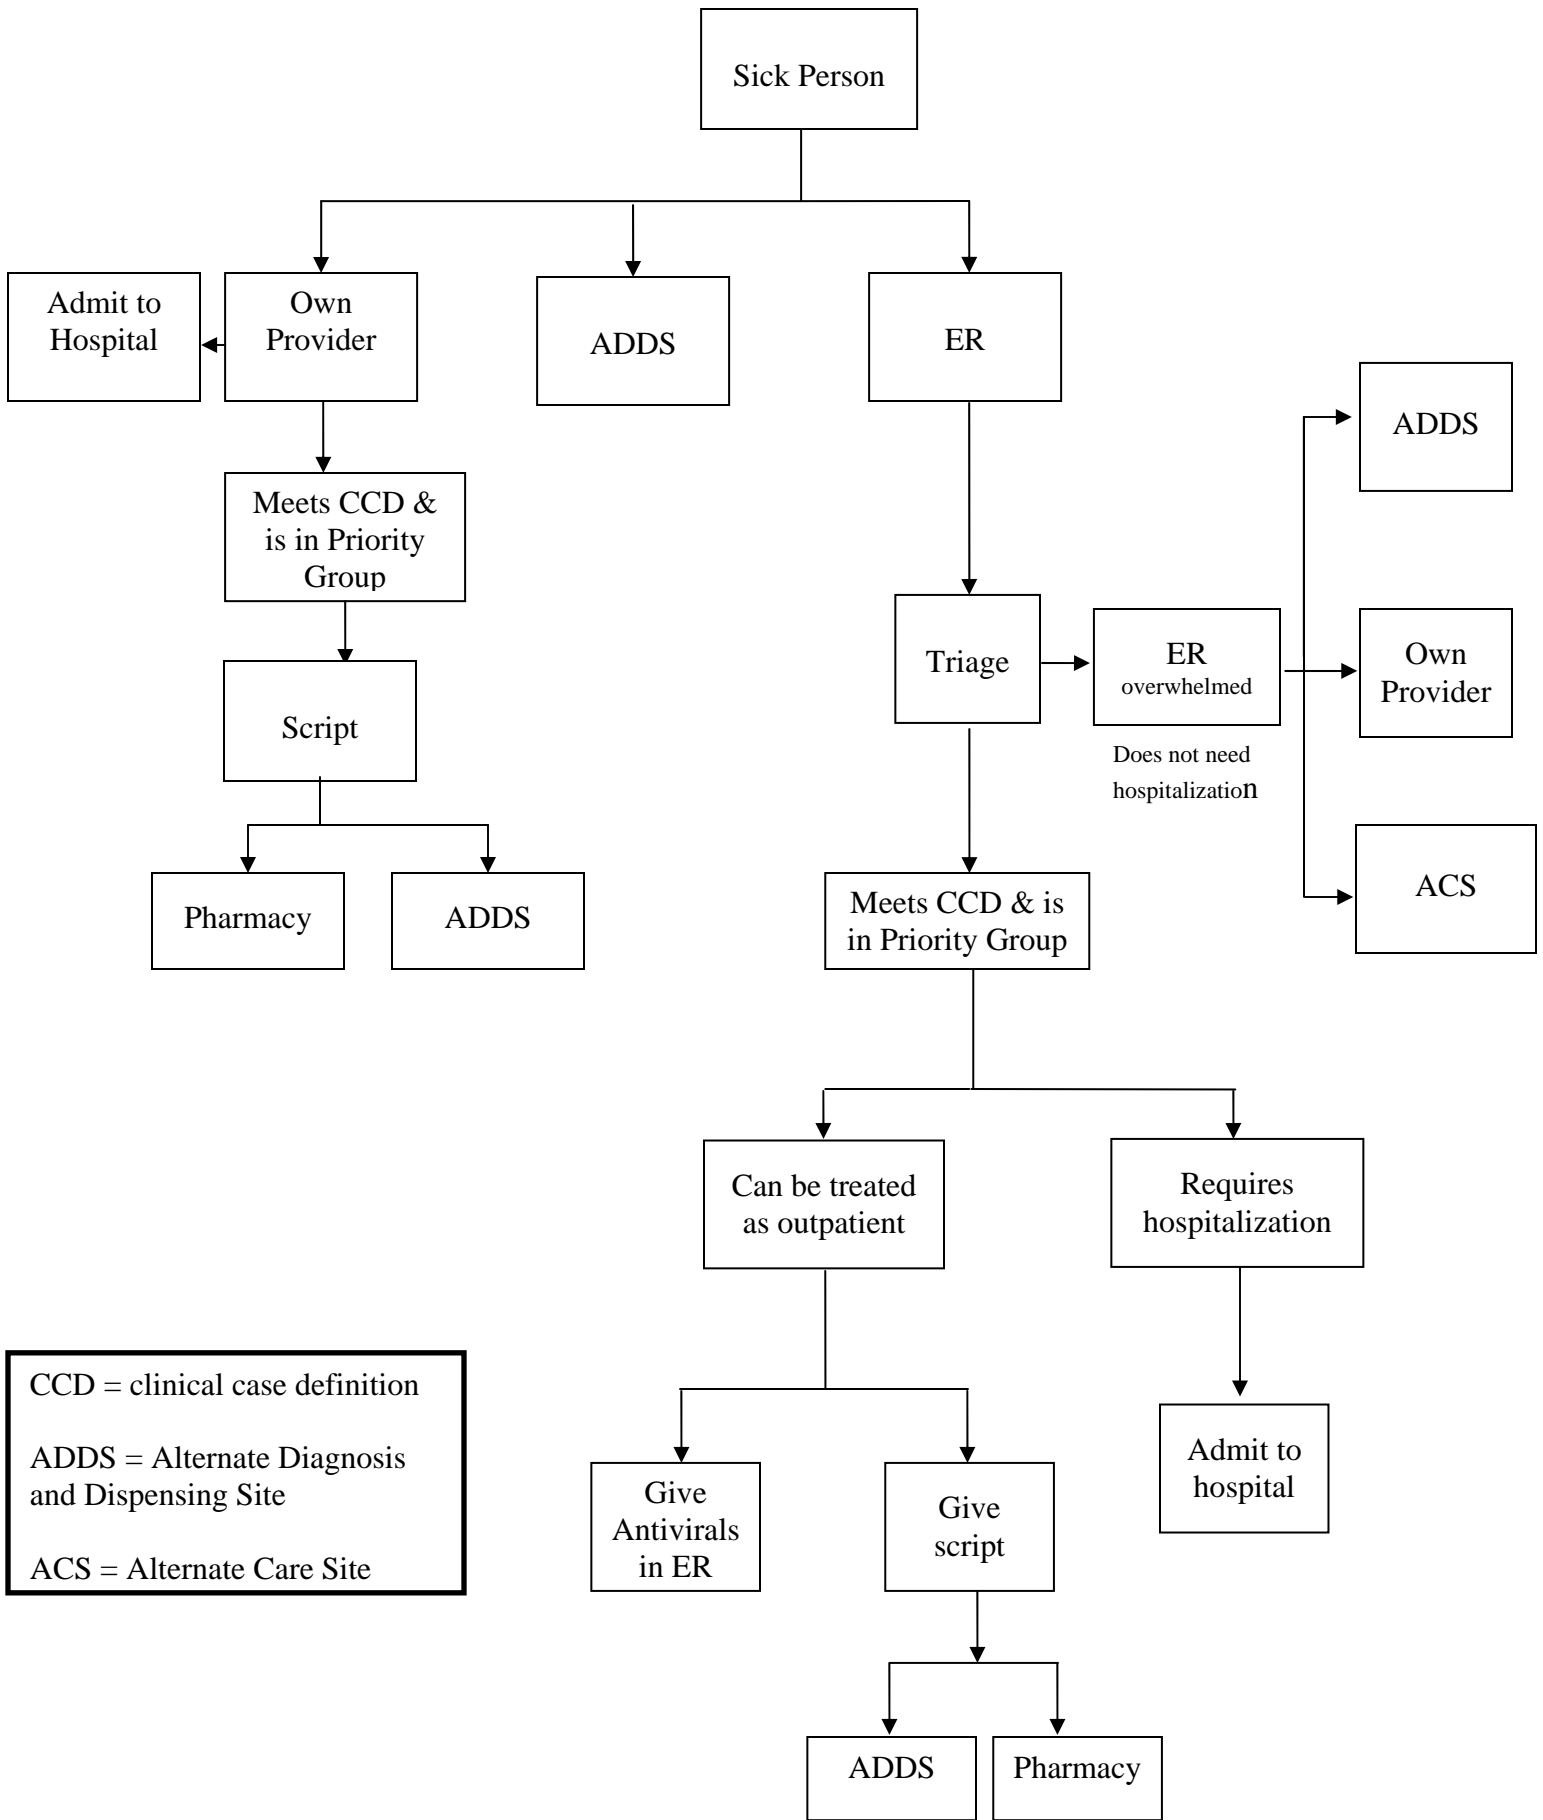 Sick Person
Admit to
Hospital
Own
Provider
ADDS
ER
ADDS
Meets CCD &
is in Priority
Group
Triage
ER
overwhelmed
Own
Provider
Script
Does not need
hospitalization
Pharmacy
ADDS
Meets CCD & is
in Priority Group
ACS
Can be treated
as outpatient
Requires
hospitalization
CCD = clinical case definition
ADDS = Alternate Diagnosis
and Dispensing Site
ACS = Alternate Care Site
Give
Antivirals
in ER
Give
script
Admit to
hospital
ADDS
Pharmacy